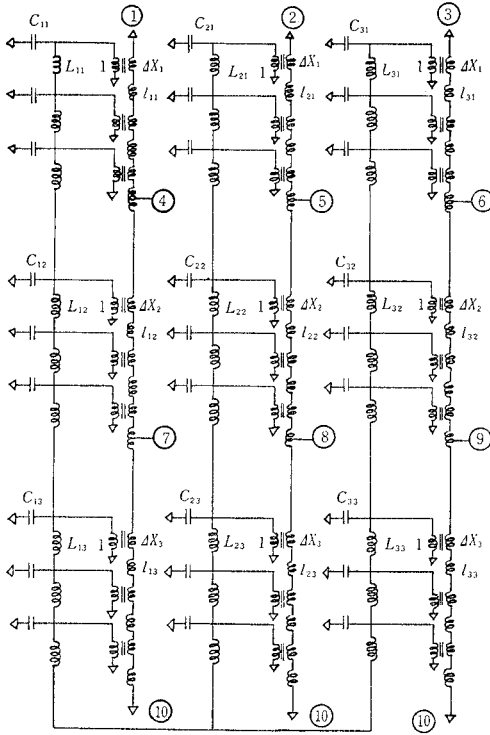 ① ② ③
C₁₁ C₂₁ C₃₁
L₁₁ 1 ΔX₁ L₂₁ 1 ΔX₁ L₃₁ 1 ΔX₁
l₁₁ l₂₁ l₃₁
④ ⑤ ⑥
C₁₂ C₂₂ C₃₂
L₁₂ 1 ΔX₂ L₂₂ 1 ΔX₂ L₃₂ 1 ΔX₂
l₁₂ l₂₂ l₃₂
⑦ ⑧ ⑨
C₁₃ C₂₃ C₃₃
L₁₃ 1 ΔX₃ L₂₃ 1 ΔX₃ L₃₃ 1 ΔX₃
l₁₃ l₂₃ l₃₃
⑩ ⑩ ⑩